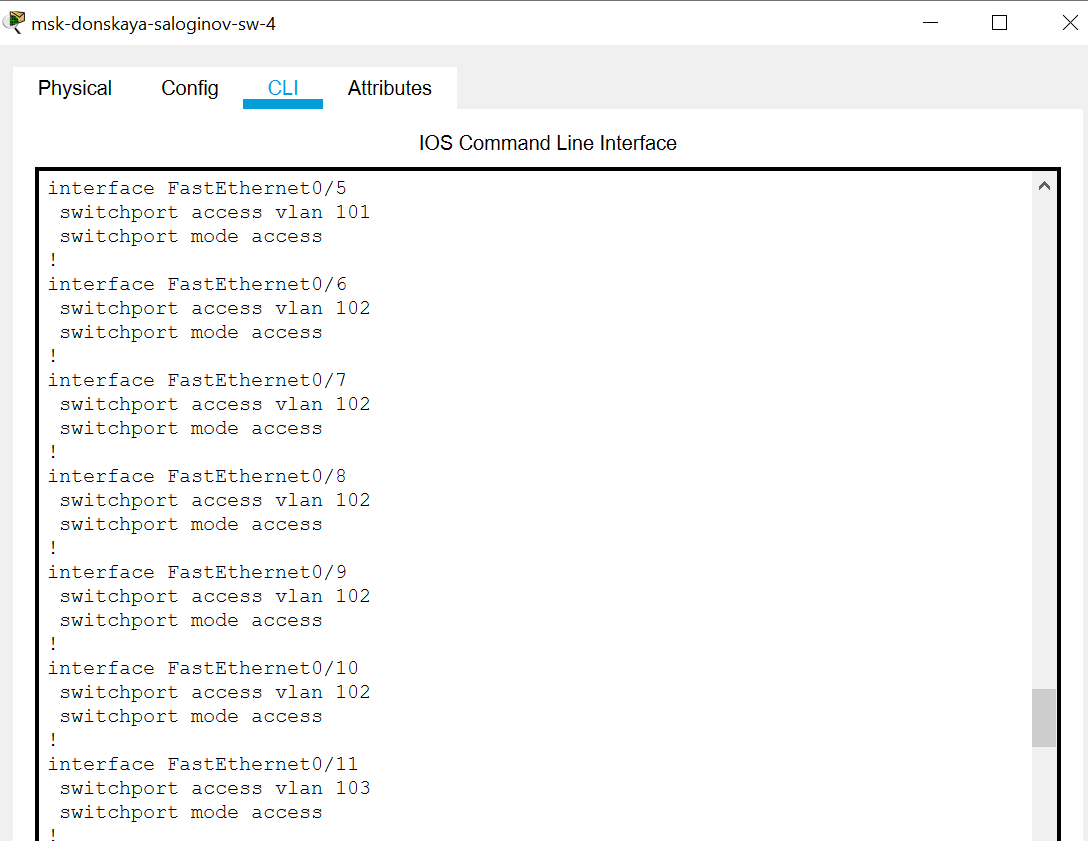 msk-donskaya-saloginov-sw-4
Physical Config CLI Attributes
IOS Command Line Interface
interface FastEthernet0/5
 switchport access vlan 101
 switchport mode access
!
interface FastEthernet0/6
 switchport access vlan 102
 switchport mode access
!
interface FastEthernet0/7
 switchport access vlan 102
 switchport mode access
!
interface FastEthernet0/8
 switchport access vlan 102
 switchport mode access
!
interface FastEthernet0/9
 switchport access vlan 102
 switchport mode access
!
interface FastEthernet0/10
 switchport access vlan 102
 switchport mode access
!
interface FastEthernet0/11
 switchport access vlan 103
 switchport mode access
!